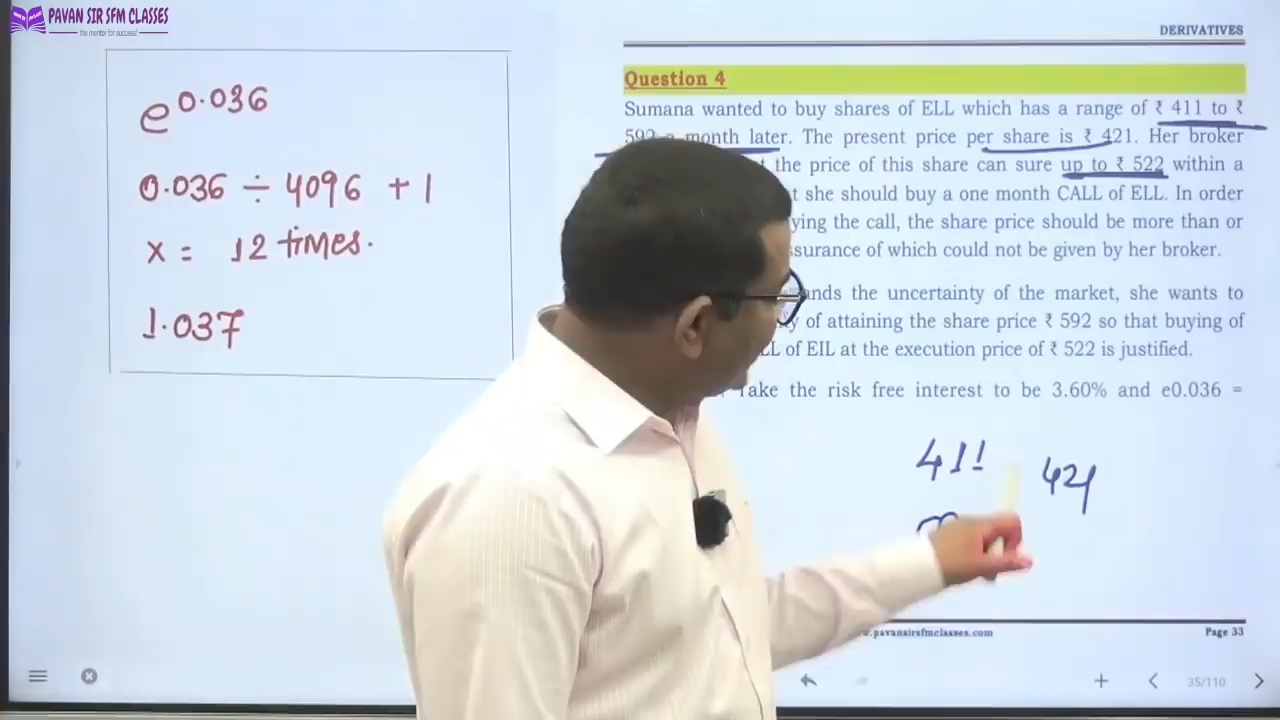 PAVAN SIR SFM CLASSES
the mentor for success!
DERIVATIVES
e^0.036
0.036 ÷ 4096 + 1
x = 12 times.
1.037
Question 4
Sumana wanted to buy shares of ELL which has a range of ₹ 411 to ₹
592 a month later. The present price per share is ₹ 421. Her broker
the price of this share can sure up to ₹ 522 within a
she should buy a one month CALL of ELL. In order
the call, the share price should be more than or
of which could not be given by her broker.
the uncertainty of the market, she wants to
of attaining the share price ₹ 592 so that buying of
of EIL at the execution price of ₹ 522 is justified.
Take the risk free interest to be 3.60% and e0.036 =
411 421
.pavansirsfmclasses.com
Page 33
35/110